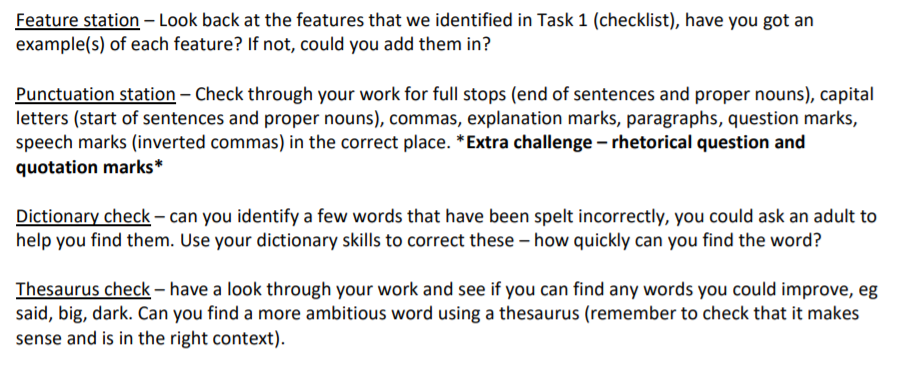 Feature station – Look back at the features that we identified in Task 1 (checklist), have you got an
example(s) of each feature? If not, could you add them in?
Punctuation station – Check through your work for full stops (end of sentences and proper nouns), capital
letters (start of sentences and proper nouns), commas, explanation marks, paragraphs, question marks,
speech marks (inverted commas) in the correct place. *Extra challenge – rhetorical question and
quotation marks*
Dictionary check – can you identify a few words that have been spelt incorrectly, you could ask an adult to
help you find them. Use your dictionary skills to correct these – how quickly can you find the word?
Thesaurus check – have a look through your work and see if you can find any words you could improve, eg
said, big, dark. Can you find a more ambitious word using a thesaurus (remember to check that it makes
sense and is in the right context).